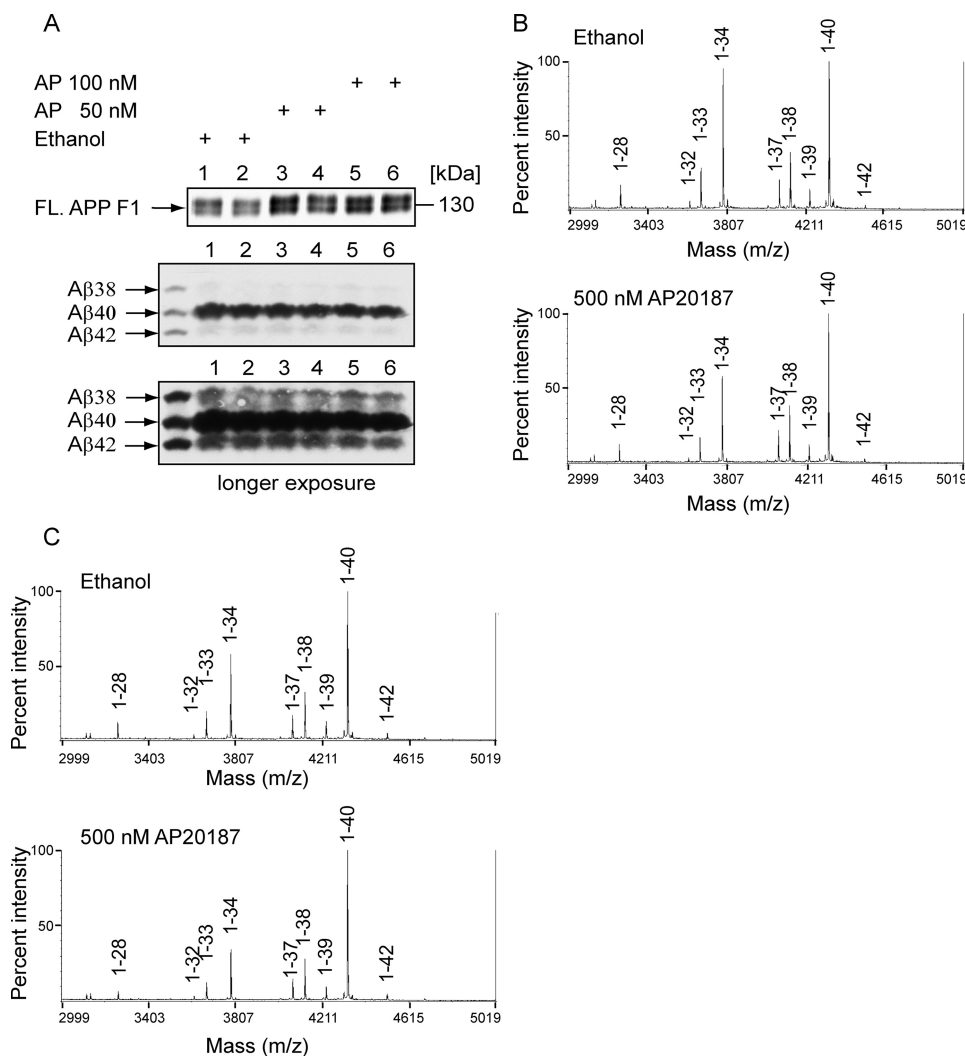 A
AP 100 nM + +
AP 50 nM + +
Ethanol + +
1 2 3 4 5 6 [kDa]
FL. APP F1 130
1 2 3 4 5 6
Aβ38
Aβ40
Aβ42
1 2 3 4 5 6
Aβ38
Aβ40
Aβ42
longer exposure
B
Ethanol
Percent intensity
100
50
1-28 1-32 1-33 1-34 1-37 1-38 1-39 1-40 1-42
2999 3403 3807 4211 4615 5019
Mass (m/z)
500 nM AP20187
Percent intensity
100
50
1-28 1-32 1-33 1-34 1-37 1-38 1-39 1-40 1-42
2999 3403 3807 4211 4615 5019
Mass (m/z)
C
Ethanol
Percent intensity
100
50
1-28 1-32 1-33 1-34 1-37 1-38 1-39 1-40 1-42
2999 3403 3807 4211 4615 5019
Mass (m/z)
500 nM AP20187
Percent intensity
100
50
1-28 1-32 1-33 1-34 1-37 1-38 1-39 1-40 1-42
2999 3403 3807 4211 4615 5019
Mass (m/z)